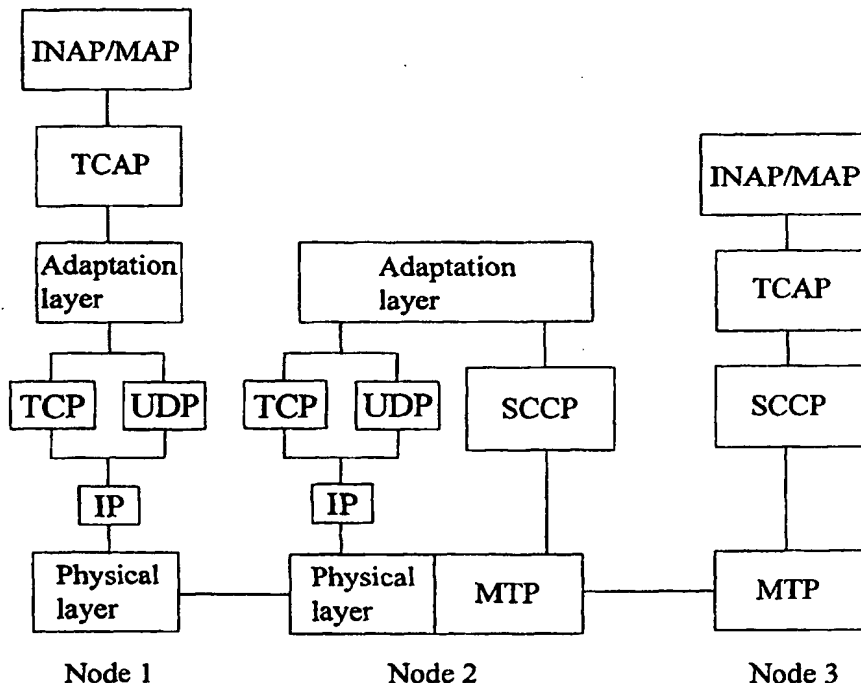 INAP/MAP
TCAP
Adaptation
layer
TCP
UDP
IP
Physical
layer
Node 1
Adaptation
layer
TCP
UDP
SCCP
IP
Physical
layer
MTP
Node 2
INAP/MAP
TCAP
SCCP
MTP
Node 3